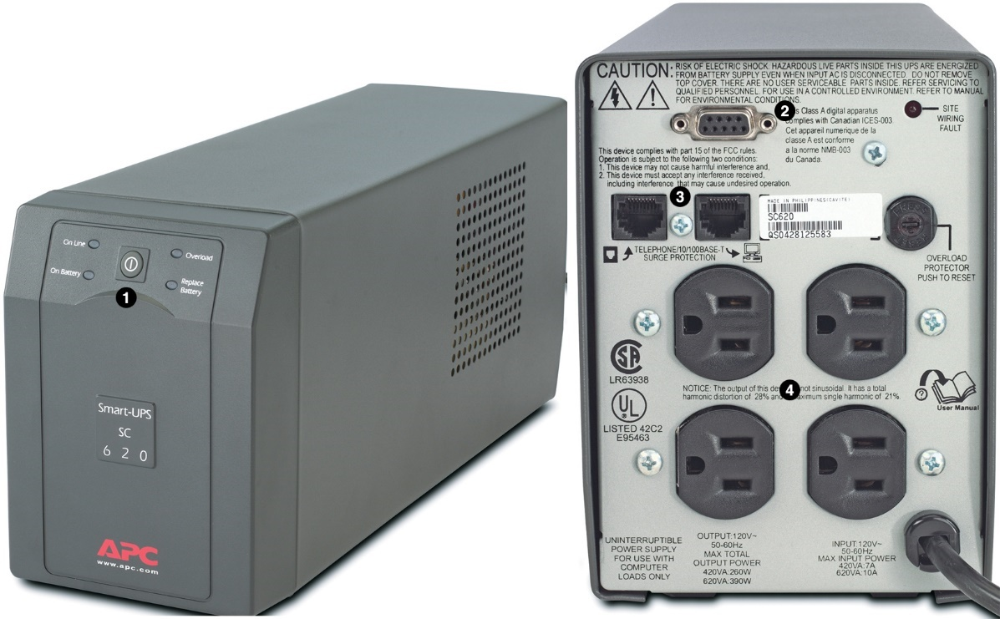 On Line
Overload
On Battery
Replace
Battery
1
Smart-UPS
SC
6 2 0
APC
www.apc.com
CAUTION: RISK OF ELECTRIC SHOCK. HAZARDOUS LIVE PARTS INSIDE THIS UPS ARE ENERGIZED
FROM BATTERY SUPPLY EVEN WHEN INPUT AC IS DISCONNECTED. DO NOT REMOVE
TOP COVER. THERE ARE NO USER SERVICEABLE PARTS INSIDE. REFER SERVICING TO
QUALIFIED PERSONNEL. FOR USE IN A CONTROLLED ENVIRONMENT. REFER TO MANUAL
FOR ENVIRONMENTAL CONDITIONS.
2
Class A digital apparatus
complies with Canadian ICES-003
Cet appareil numerique de la
classe A est conforme
a la norme NMB-003
du Canada.
SITE
WIRING
FAULT
This device complies with part 15 of the FCC rules.
Operation is subject to the following two conditions:
1. This device may not cause harmful interference and,
2. This device must accept any interference received,
including interference that may cause undesired operation.
3
MADE IN PHILIPPINES(CAVITE)
SC620
QS0428125583
TELEPHONE/10/100BASE-T
SURGE PROTECTION
OVERLOAD
PROTECTOR
PUSH TO RESET
LR63938
NOTICE: The output of this not sinusoidal. It has a total
harmonic distortion of 28% maximum single harmonic of 21%.
4
UL
LISTED 42C2
E95463
?
User Manual
UNINTERRUPTIBLE
POWER SUPPLY
FOR USE WITH
COMPUTER
LOADS ONLY
OUTPUT:120V~
50-60Hz
MAX TOTAL
OUTPUT POWER
420VA:260W
620VA:390W
INPUT:120V~
50-60Hz
MAX INPUT POWER
420VA:7A
620VA:10A